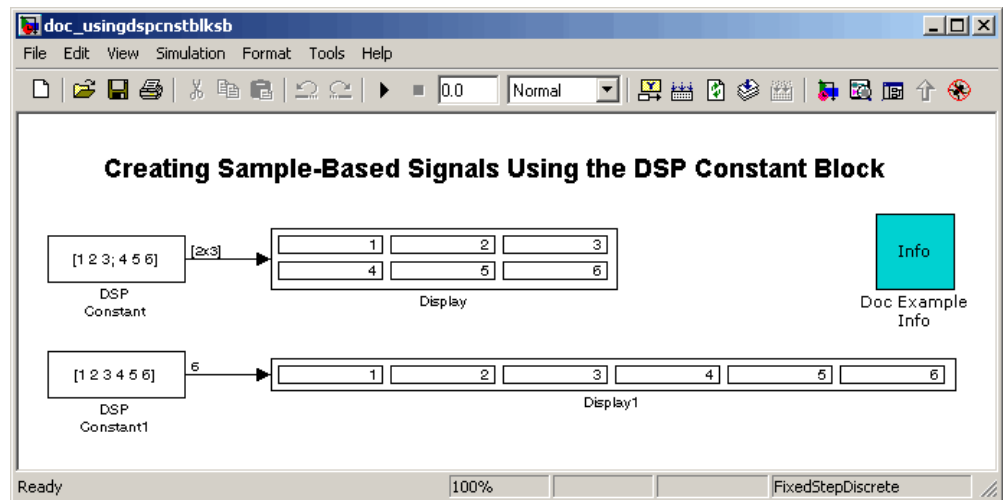 doc_usingdspcnstblksb
File Edit View Simulation Format Tools Help
0.0 Normal
Creating Sample-Based Signals Using the DSP Constant Block
[1 2 3; 4 5 6]
[2x3]
1 2 3
4 5 6
DSP
Constant
Display
Info
Doc Example
Info
[1 2 3 4 5 6]
6
1 2 3 4 5 6
DSP
Constant1
Display1
Ready 100% FixedStepDiscrete